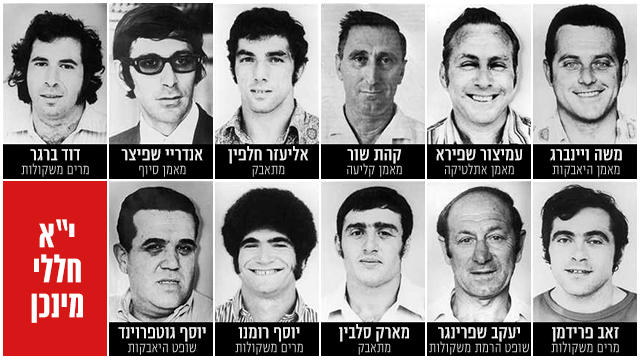 משה ויינברג
מאמן היאבקות
עמיצור שפירא
מאמן אתלטיקה
קהת שור
מאמן קליעה
אליעזר חלפין
מתאבק
אנדריי שפיצר
מאמן סיוף
דוד ברגר
מרים משקולות
זאב פרידמן
מרים משקולות
יעקב שפרינגר
שופט הרמת משקולות
מארק סלבין
מתאבק
יוסף רומנו
מרים משקולות
יוסף גוטפרוינד
שופט היאבקות
י״א
חללי
מינכן